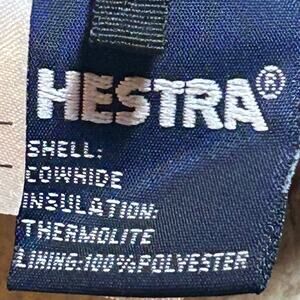 HESTRA®
SHELL:
COWHIDE
INSULATION:
THERMOLITE
LINING:100%POLYESTER